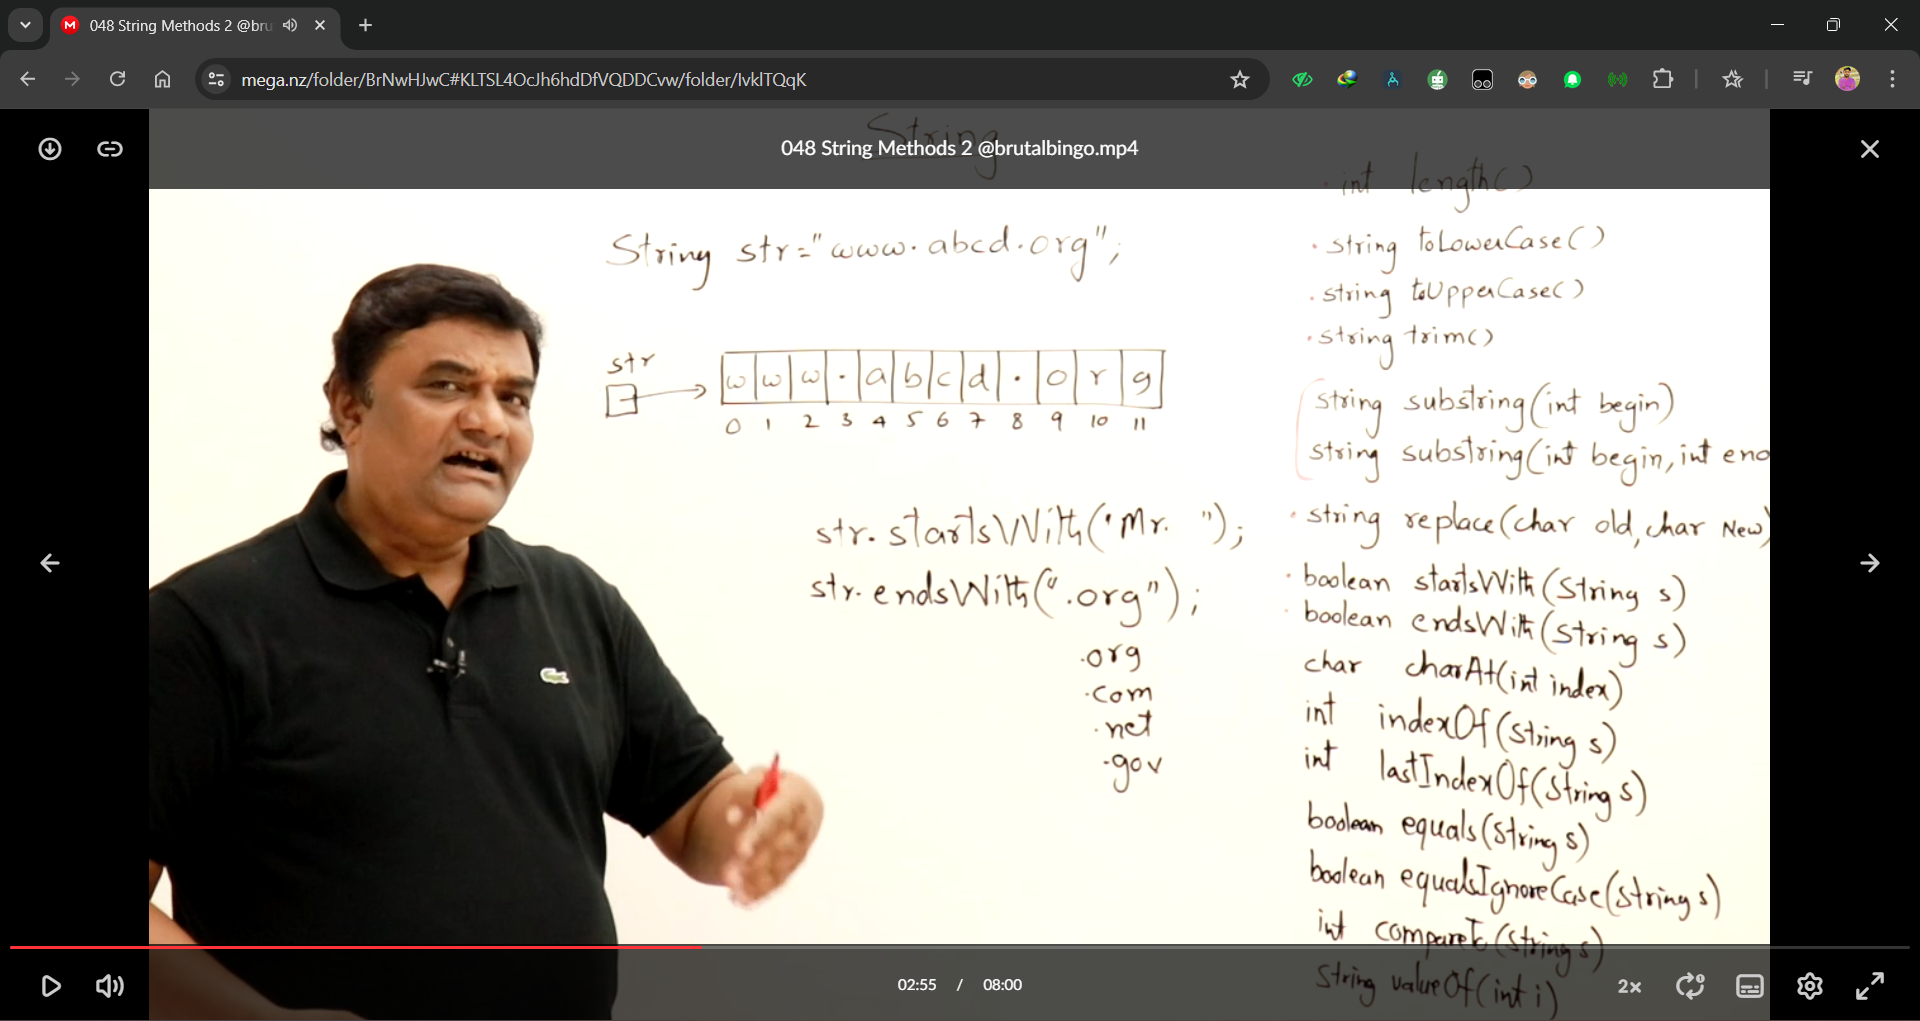 048 String Methods 2 @bru
mega.nz/folder/BrNwHJwC#KLTSL4OcJh6hdDfVQDDCvw/folder/IvklTQqK
String
048 String Methods 2 @brutalbingo.mp4
String str="www.abcd.org";
str
w w w . a b c d . o r g
0 1 2 3 4 5 6 7 8 9 10 11
str.startsWith("Mr. ");
str.endsWith(".org");
.org
.com
.net
.gov
· int length()
· string toLowerCase()
· string toUpperCase()
· string trim()
string substring(int begin)
string substring(int begin, int
· string replace(char old, char New)
· boolean startsWith(String s)
· boolean endsWith(String s)
char charAt(int index)
int indexOf(String s)
int lastIndexOf(String s)
boolean equals(String s)
boolean equalsIgnoreCase(String s)
int compareTo(String s)
String valueOf(int i)
02:55 / 08:00
2x